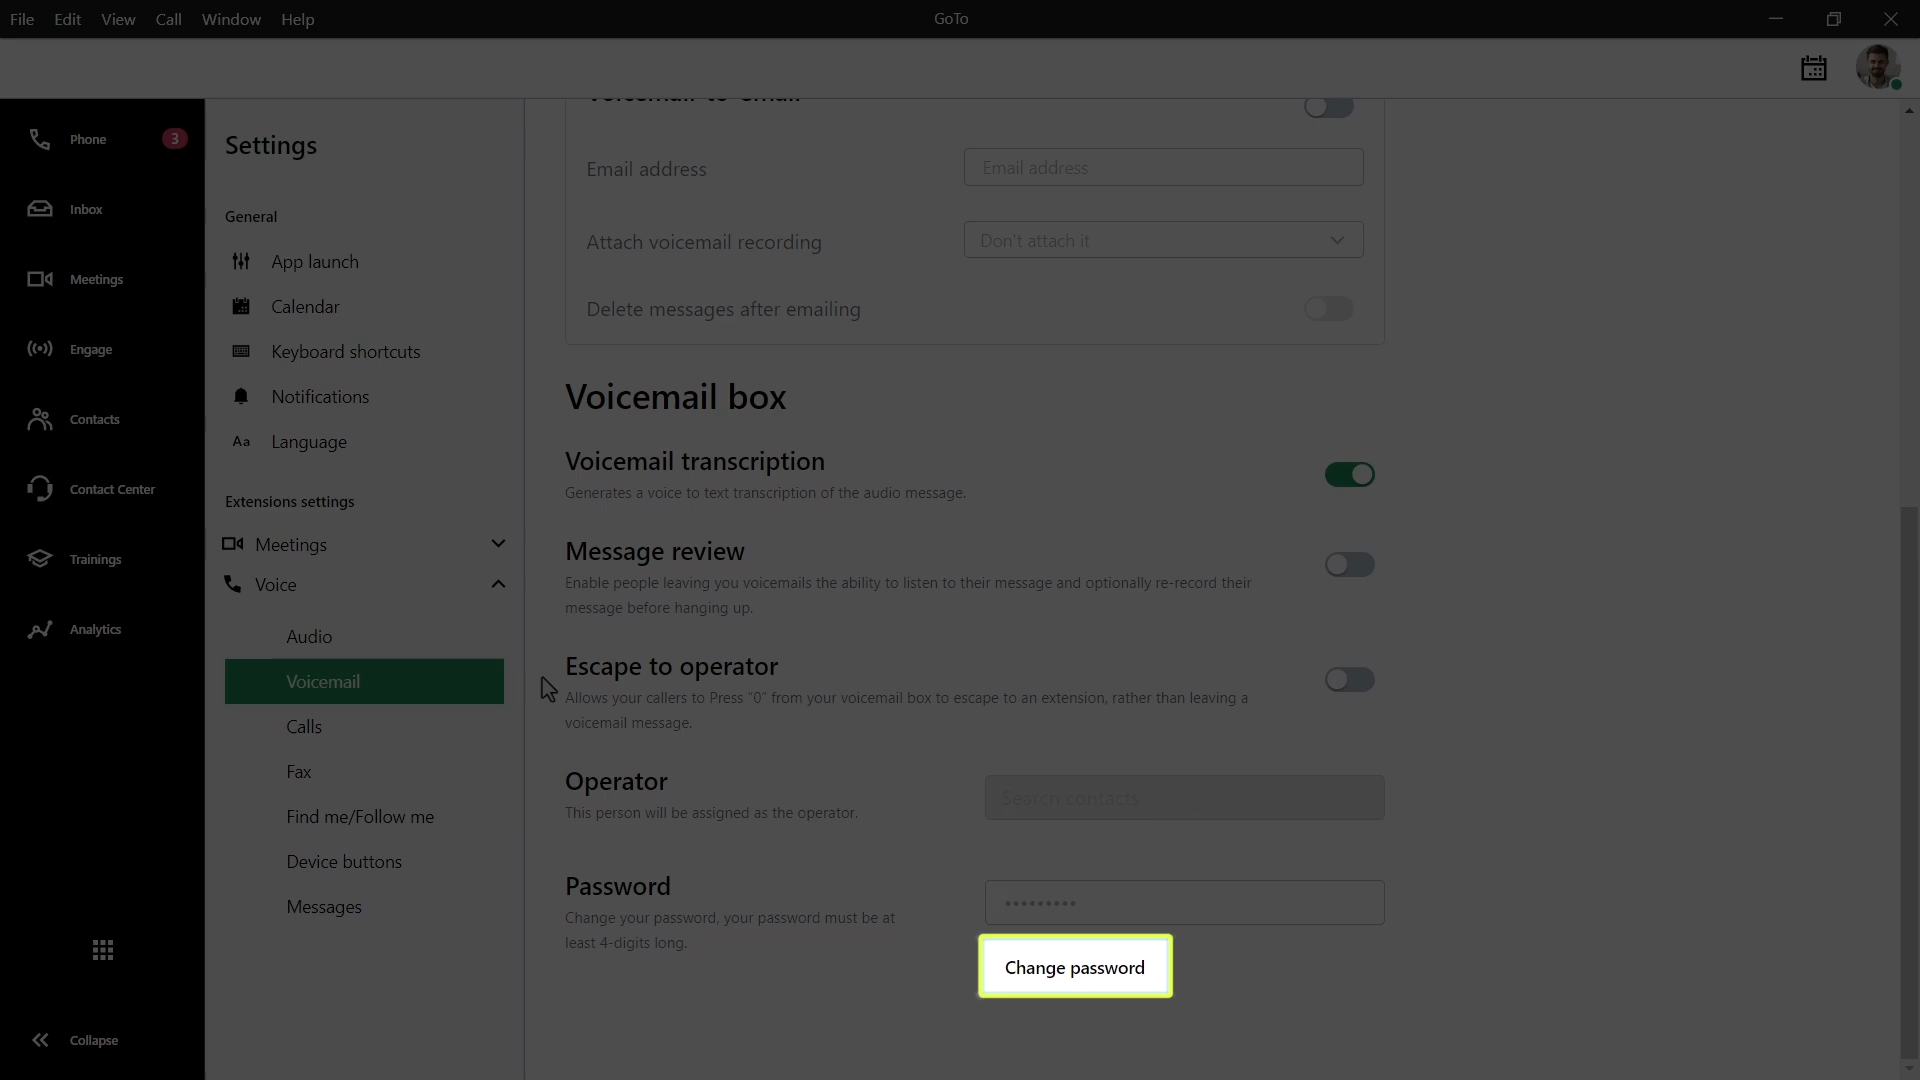 File Edit View Call Window Help
GoTo
Phone 3
Inbox
Meetings
Engage
Contacts
Contact Center
Trainings
Analytics
Collapse
Settings
General
App launch
Calendar
Keyboard shortcuts
Notifications
Aa Language
Extensions settings
Meetings
Voice
Audio
Voicemail
Calls
Fax
Find me/Follow me
Device buttons
Messages
Voicemail-to-email
Email address
Email address
Attach voicemail recording
Don't attach it
Delete messages after emailing
Voicemail box
Voicemail transcription
Generates a voice to text transcription of the audio message.
Message review
Enable people leaving you voicemails the ability to listen to their message and optionally re-record their
message before hanging up.
Escape to operator
Allows your callers to Press "0" from your voicemail box to escape to an extension, rather than leaving a
voicemail message.
Operator
This person will be assigned as the operator.
Search contacts
Password
Change your password, your password must be at
least 4-digits long.
•••••••••
Change password